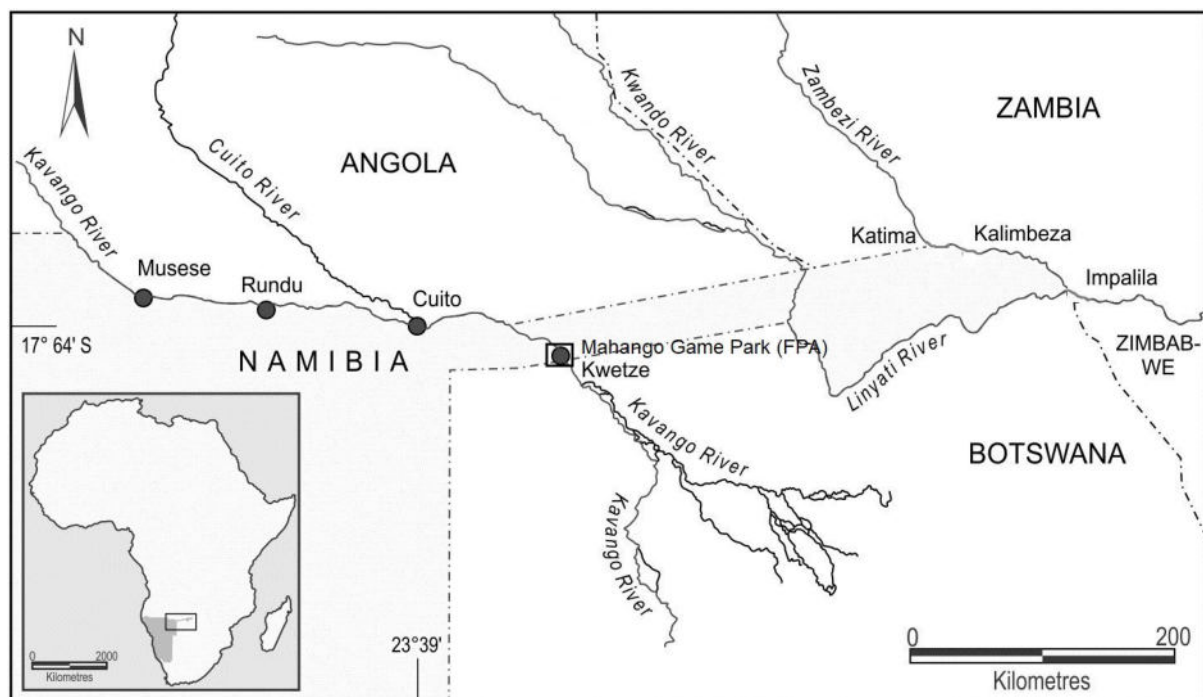 N
Kavango River
Cuito River
ANGOLA
Kwando River
Zambezi River
ZAMBIA
Musese
Rundu
Cuito
Katima
Kalimbeza
Impalila
17° 64' S
NAMIBIA
Mahango Game Park (FPA)
Kwetze
Linyati River
ZIMBAB-
WE
Kavango River
BOTSWANA
Kavango River
23°39'
0 2000
Kilometres
0 200
Kilometres